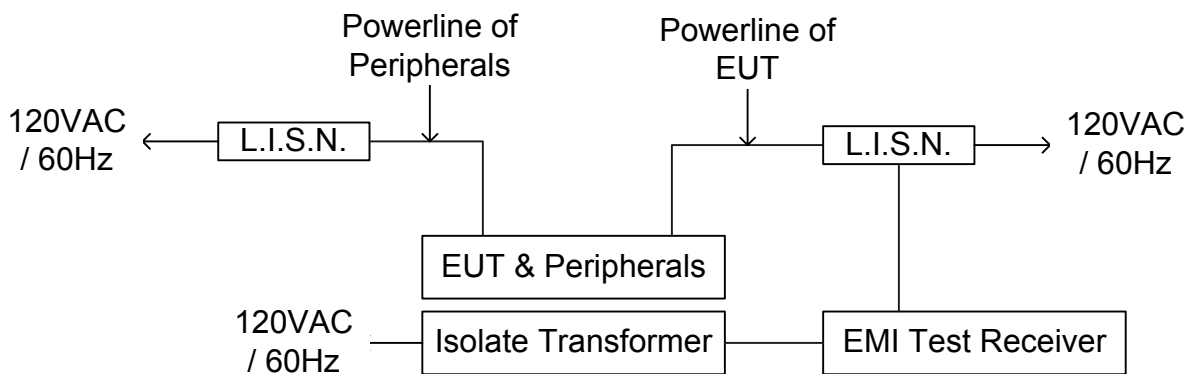 Powerline of
Peripherals
Powerline of
EUT
120VAC
/ 60Hz
L.I.S.N.
L.I.S.N.
120VAC
/ 60Hz
EUT & Peripherals
120VAC
/ 60Hz
Isolate Transformer
EMI Test Receiver